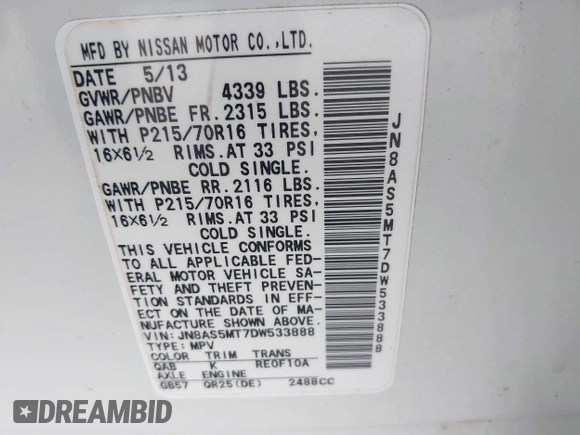 MFD BY NISSAN MOTOR CO.,LTD.
DATE 5/13
GVWR/PNBV 4339 LBS.
GAWR/PNBE FR. 2315 LBS.
WITH P215/70R16 TIRES,
16X6½ RIMS. AT 33 PSI
COLD SINGLE.
GAWR/PNBE RR. 2116 LBS.
WITH P215/70R16 TIRES,
16X6½ RIMS. AT 33 PSI
COLD SINGLE.
THIS VEHICLE CONFORMS
TO ALL APPLICABLE FED-
ERAL MOTOR VEHICLE SA-
FETY AND THEFT PREVEN-
TION STANDARDS IN EFF-
ECT ON THE DATE OF MA-
NUFACTURE SHOWN ABOVE.
VIN: JN8AS5MT7DW533888
TYPE: MPV
COLOR TRIM TRANS
QAB K RE0F10A
AXLE ENGINE
GB57 QR25(DE) 2488CC
JN8AS5MT7DW533888
DREAMBID